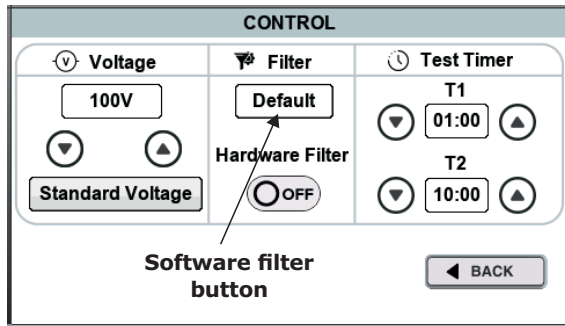 CONTROL
Voltage
100V
Standard Voltage
Filter
Default
Hardware Filter
OFF
Test Timer
T1
01:00
T2
10:00
Software filter
button
BACK